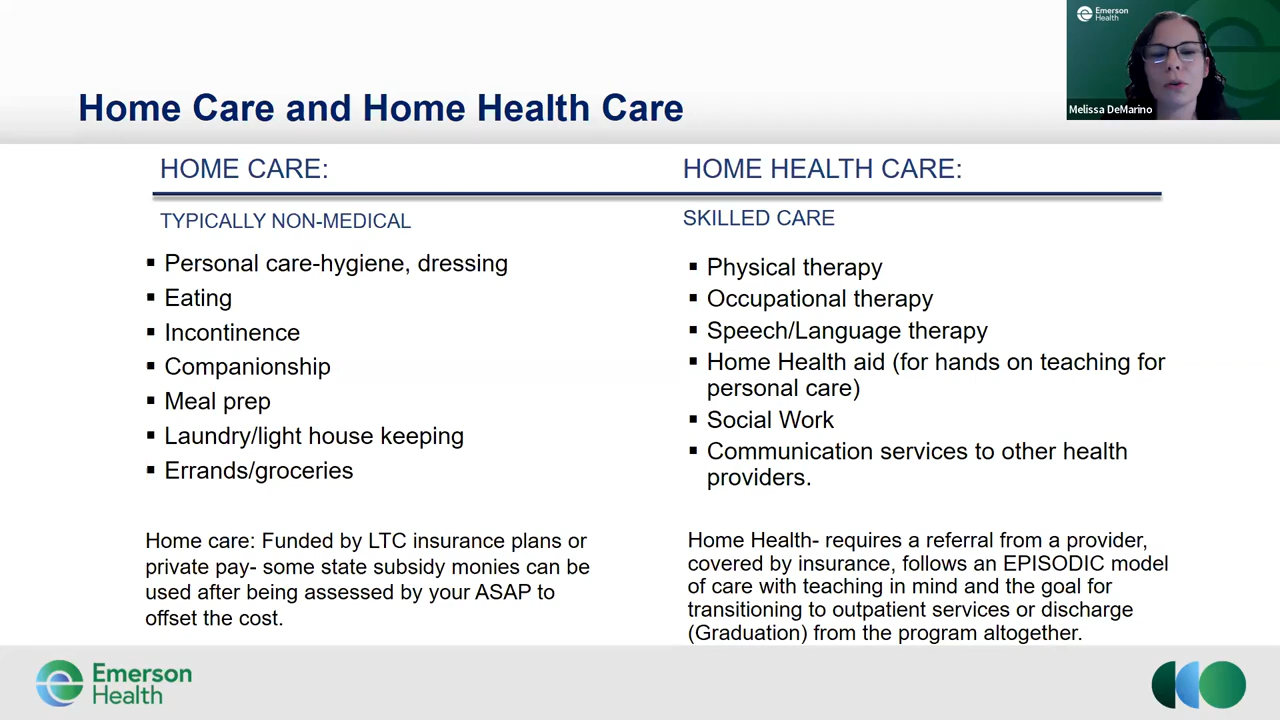 Emerson
Health
Melissa DeMarino
Home Care and Home Health Care
HOME CARE:
TYPICALLY NON-MEDICAL
▪ Personal care-hygiene, dressing
▪ Eating
▪ Incontinence
▪ Companionship
▪ Meal prep
▪ Laundry/light house keeping
▪ Errands/groceries
Home care: Funded by LTC insurance plans or
private pay- some state subsidy monies can be
used after being assessed by your ASAP to
offset the cost.
HOME HEALTH CARE:
SKILLED CARE
▪ Physical therapy
▪ Occupational therapy
▪ Speech/Language therapy
▪ Home Health aid (for hands on teaching for
personal care)
▪ Social Work
▪ Communication services to other health
providers.
Home Health- requires a referral from a provider,
covered by insurance, follows an EPISODIC model
of care with teaching in mind and the goal for
transitioning to outpatient services or discharge
(Graduation) from the program altogether.
Emerson
Health